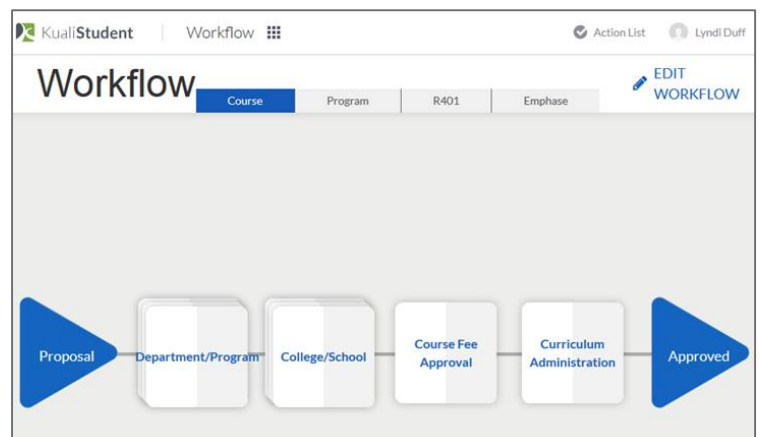 KualiStudent Workflow Action List Lyndi Duff
Workflow
Course Program R401 Emphase
EDIT
WORKFLOW
Proposal
Department/Program
College/School
Course Fee
Approval
Curriculum
Administration
Approved